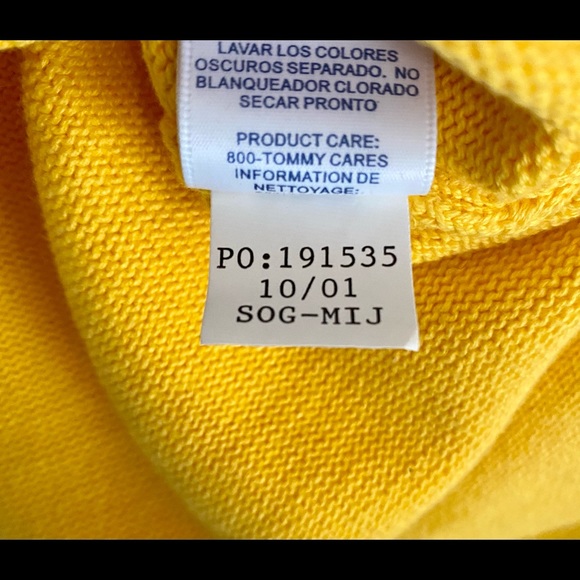 LAVAR LOS COLORES
OSCUROS SEPARADO. NO
BLANQUEADOR CLORADO
SECAR PRONTO
PRODUCT CARE:
800-TOMMY CARES
INFORMATION DE
NETTOYAGE:
PO:191535
10/01
SOG-MIJ